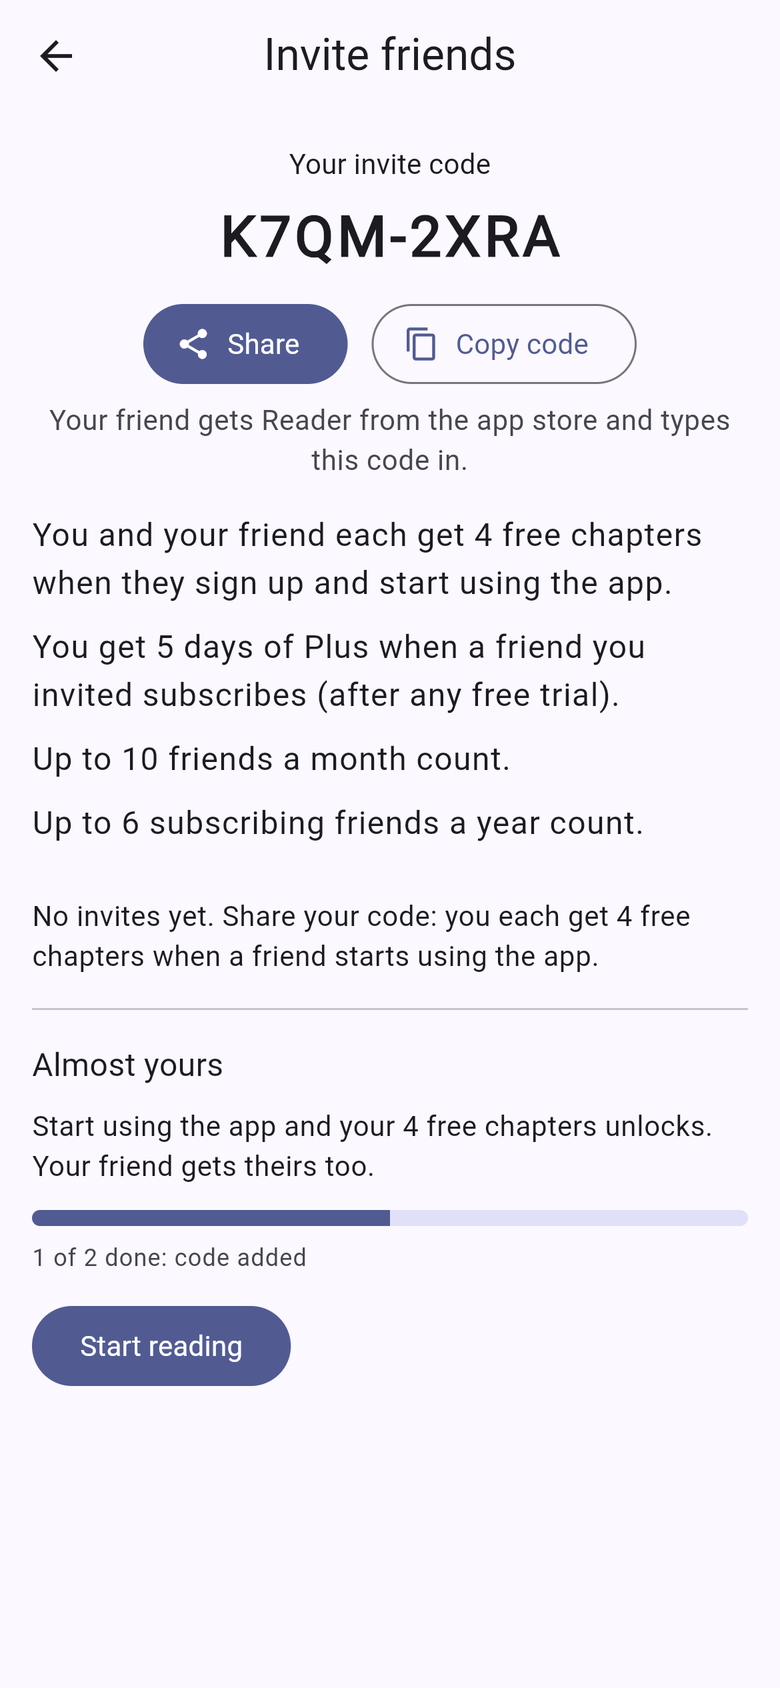 Invite friends
Your invite code
K7QM-2XRA
Share
Copy code
Your friend gets Reader from the app store and types
this code in.
You and your friend each get 4 free chapters
when they sign up and start using the app.
You get 5 days of Plus when a friend you
invited subscribes (after any free trial).
Up to 10 friends a month count.
Up to 6 subscribing friends a year count.
No invites yet. Share your code: you each get 4 free
chapters when a friend starts using the app.
Almost yours
Start using the app and your 4 free chapters unlocks.
Your friend gets theirs too.
1 of 2 done: code added
Start reading